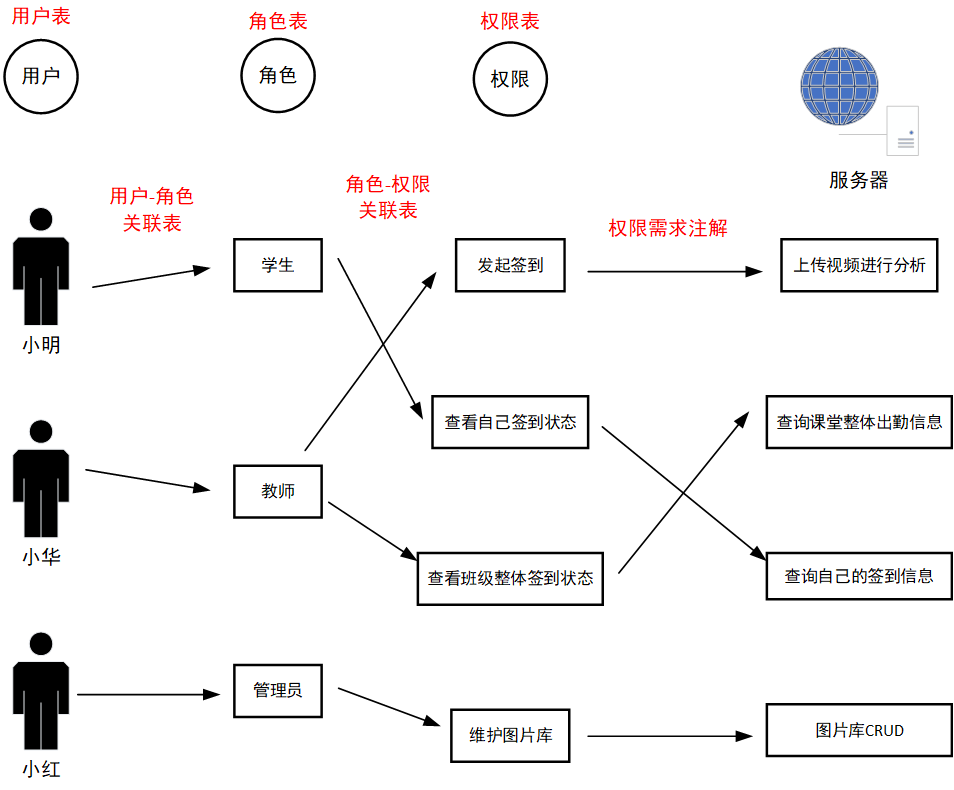 用户表
角色表
权限表
用户
角色
权限
服务器
用户-角色
关联表
角色-权限
关联表
权限需求注解
学生
发起签到
上传视频进行分析
小明
查看自己签到状态
查询课堂整体出勤信息
教师
小华
查看班级整体签到状态
查询自己的签到信息
管理员
维护图片库
图片库CRUD
小红